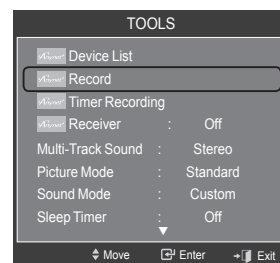 TOOLS
Device List
Record
Timer Recording
Receiver : Off
Multi-Track Sound : Stereo
Picture Mode : Standard
Sound Mode : Custom
Sleep Timer : Off
Move Enter Exit